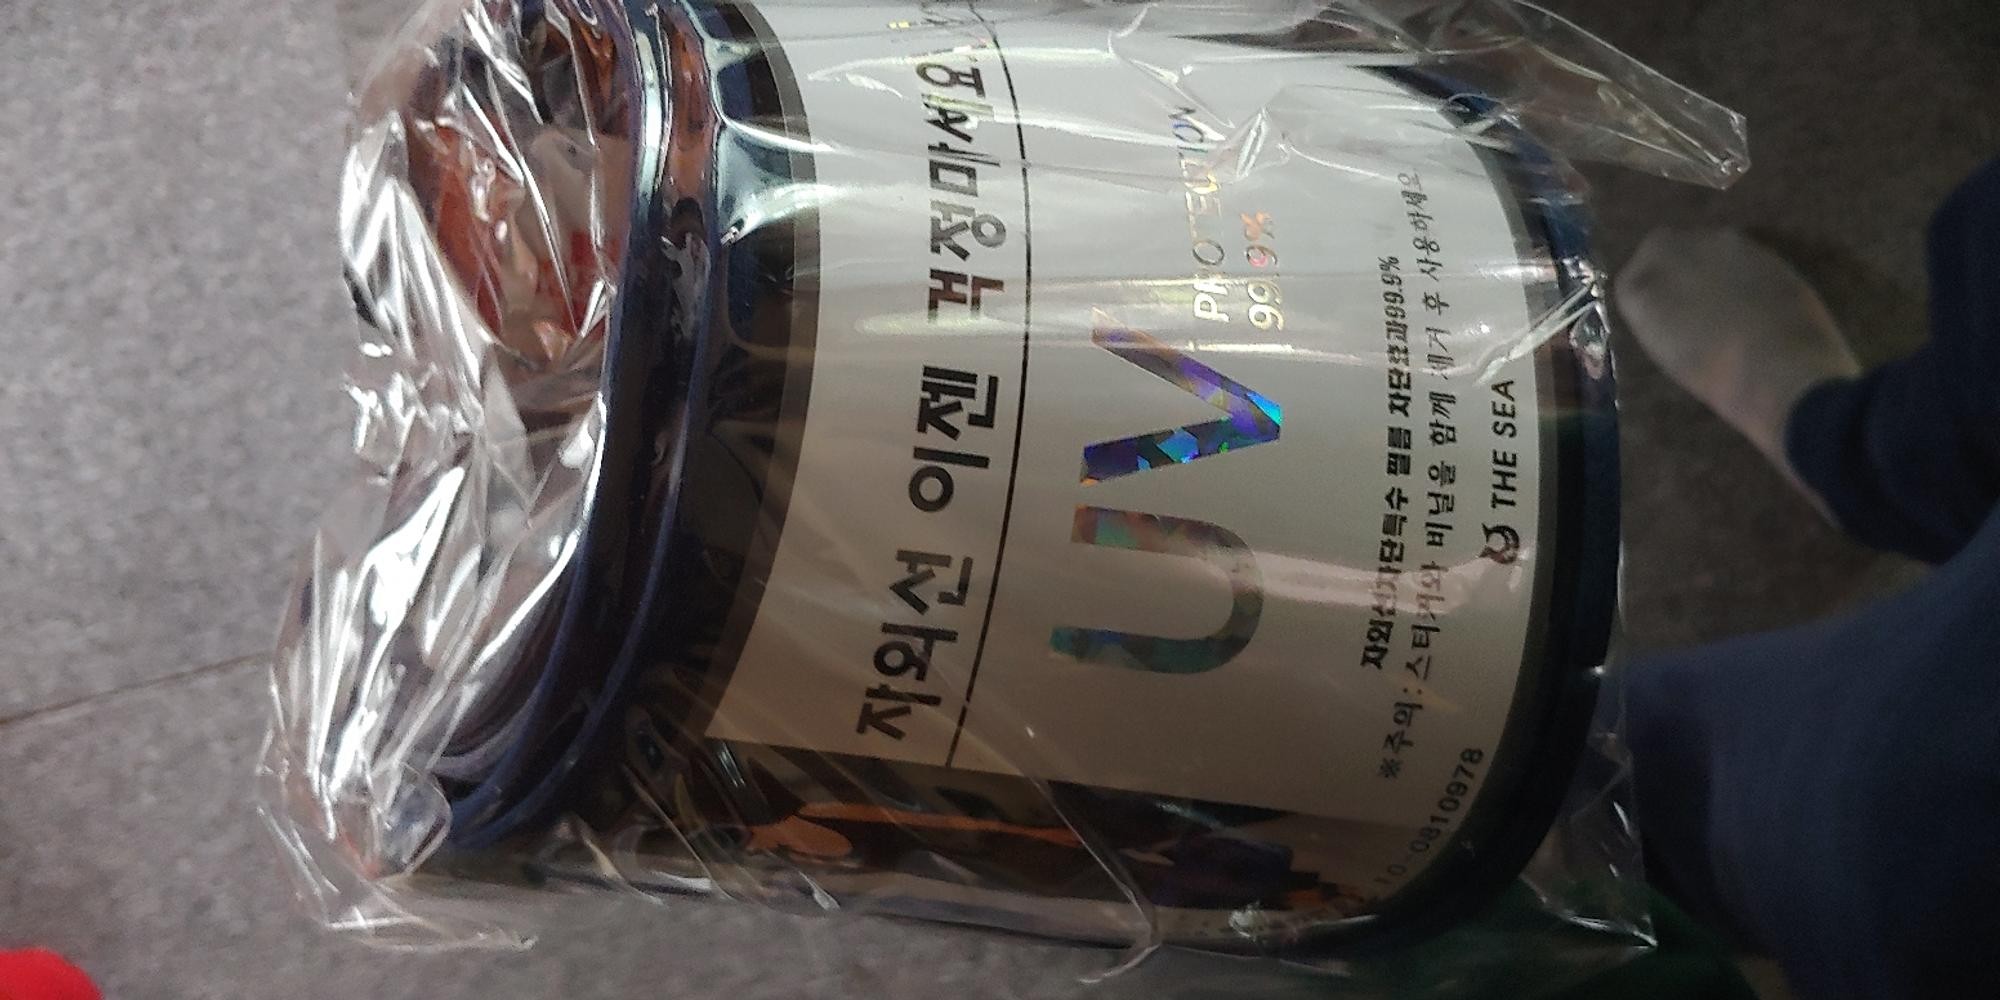 자외선 이젠 걱정마세요
UV PROTECTION
99.9%
자외선차단특수 필름 차단효과99.9%
※주의 : 스티커와 비닐을 함께 제거 후 사용하세요
THE SEA
10-0810978